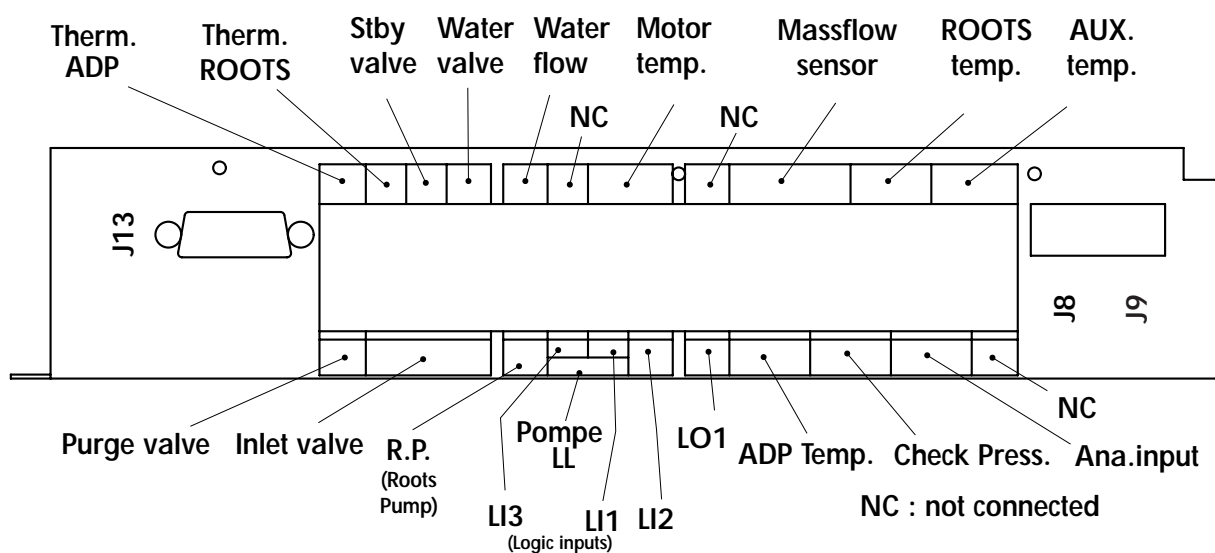 Therm.
ADP
Therm.
ROOTS
Stby
valve
Water
valve
Water
flow
NC
Motor
temp.
NC
Massflow
sensor
ROOTS
temp.
AUX.
temp.
J13
J8
J9
Purge valve
Inlet valve
R.P.
(Roots
Pump)
LI3
Pompe
LL
LI1
(Logic inputs)
LI2
LO1
ADP Temp.
Check Press.
Ana.input
NC
NC : not connected